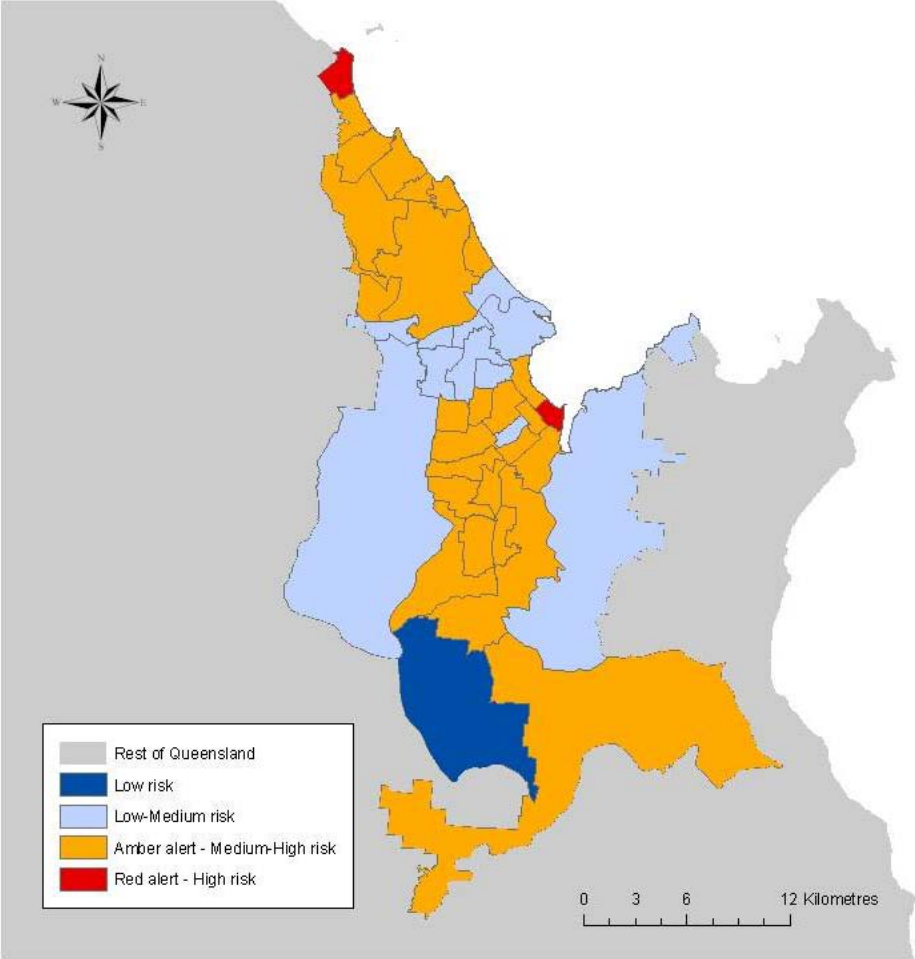 N
W E
S
Rest of Queensland
Low risk
Low-Medium risk
Amber alert - Medium-High risk
Red alert - High risk
0 3 6 12 Kilometres